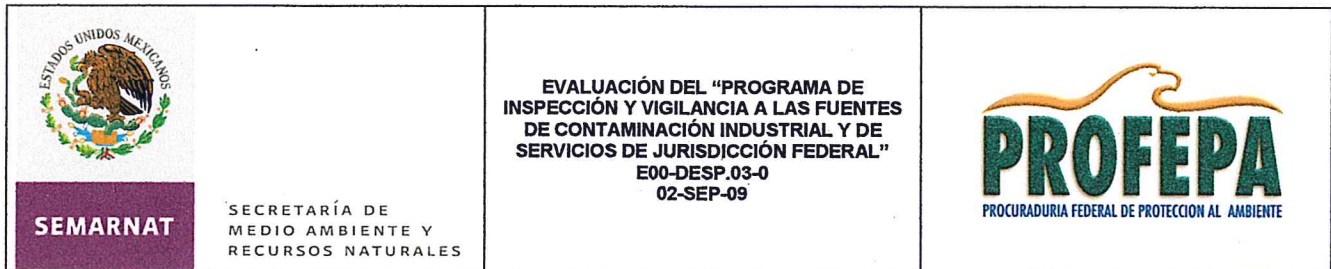 ESTADOS UNIDOS MEXICANOS
SEMARNAT
SECRETARÍA DE
MEDIO AMBIENTE Y
RECURSOS NATURALES
EVALUACIÓN DEL “PROGRAMA DE
INSPECCIÓN Y VIGILANCIA A LAS FUENTES
DE CONTAMINACIÓN INDUSTRIAL Y DE
SERVICIOS DE JURISDICCIÓN FEDERAL”
E00-DESP.03-0
02-SEP-09
PROFEPA
PROCURADURIA FEDERAL DE PROTECCION AL AMBIENTE